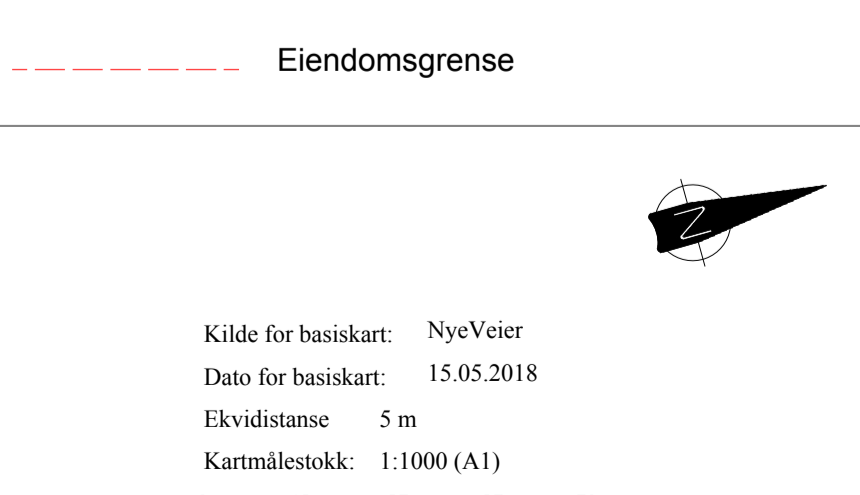 Eiendomsgrense
N
Kilde for basiskart: NyeVeier
Dato for basiskart: 15.05.2018
Ekvidistanse 5 m
Kartmålestokk: 1:1000 (A1)